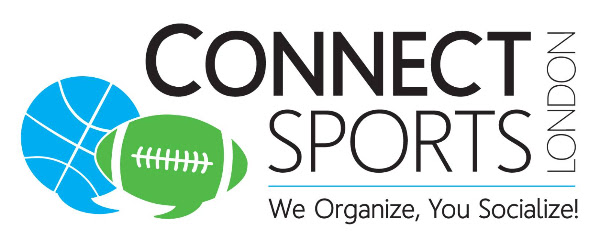 CONNECT
SPORTS
LONDON
We Organize, You Socialize!